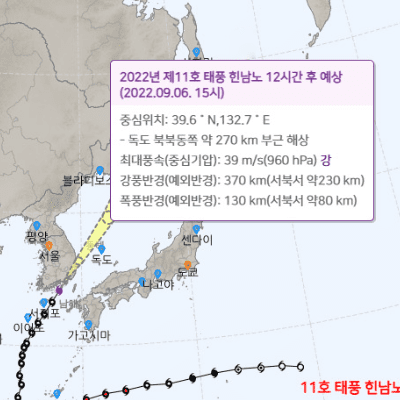 2022년 제11호 태풍 힌남노 12시간 후 예상
(2022.09.06. 15시)
중심위치: 39.6 ° N,132.7 ° E
- 독도 북북동쪽 약 270 km 부근 해상
최대풍속(중심기압): 39 m/s(960 hPa) 강
강풍반경(예외반경): 370 km(서북서 약230 km)
폭풍반경(예외반경): 130 km(서북서 약80 km)
블라디보스
평양
서울
독도
센다이
도쿄
나고야
가고시마
이어도
11호 태풍 힌남노